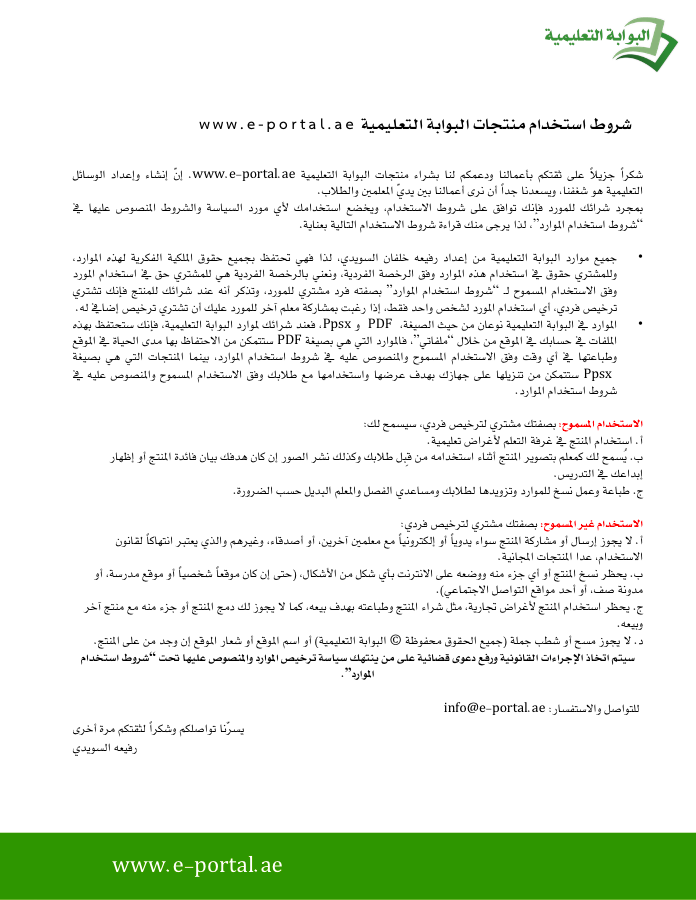 البوابة التعليمية
شروط استخدام منتجات البوابة التعليمية www.e-portal.ae
شكراً جزيلاً على ثقتكم بأعمالنا ودعمكم لنا بشراء منتجات البوابة التعليمية www.e-portal.ae. إنّ إنشاء وإعداد الوسائل
التعليمية هو شغفنا، ويسعدنا جداً أن نرى أعمالنا بين يديّ المعلمين والطلاب.
بمجرد شرائك للمورد فإنك توافق على شروط الاستخدام، ويخضع استخدامك لأي مورد السياسة والشروط المنصوص عليها في
“شروط استخدام الموارد”، لذا يرجى منك قراءة شروط الاستخدام التالية بعناية.
• جميع موارد البوابة التعليمية من إعداد رفيعه خلفان السويدي، لذا فهي تحتفظ بجميع حقوق الملكية الفكرية لهذه الموارد،
وللمشتري حقوق في استخدام هذه الموارد وفق الرخصة الفردية، ونعني بالرخصة الفردية هي للمشتري حق في استخدام المورد
وفق الاستخدام المسموح لـ “شروط استخدام الموارد” بصفته فرد مشتري للمورد، وتذكر أنه عند شرائك للمنتج فإنك تشتري
ترخيص فردي، أي استخدام المورد لشخص واحد فقط، إذا رغبت بمشاركة معلم آخر للمورد عليك أن تشتري ترخيص إضافي له.
• الموارد في البوابة التعليمية نوعان من حيث الصيغة، PDF و Ppsx، فعند شرائك لموارد البوابة التعليمية، فإنك ستحتفظ بهذه
الملفات في حسابك في الموقع من خلال “ملفاتي”، فالموارد التي هي بصيغة PDF ستتمكن من الاحتفاظ بها مدى الحياة في الموقع
وطباعتها في أي وقت وفق الاستخدام المسموح والمنصوص عليه في شروط استخدام الموارد، بينما المنتجات التي هي بصيغة
Ppsx ستتمكن من تنزيلها على جهازك بهدف عرضها واستخدامها مع طلابك وفق الاستخدام المسموح والمنصوص عليه في
شروط استخدام الموارد.
الاستخدام المسموح: بصفتك مشتري لترخيص فردي، سيسمح لك:
أ. استخدام المنتج في غرفة التعلم لأغراض تعليمية.
ب. يُسمح لك كمعلم بتصوير المنتج أثناء استخدامه من قِبل طلابك وكذلك نشر الصور إن كان هدفك بيان فائدة المنتج أو إظهار
إبداعك في التدريس.
ج. طباعة وعمل نسخ للموارد وتزويدها لطلابك ومساعدي الفصل والمعلم البديل حسب الضرورة.
الاستخدام غير المسموح: بصفتك مشتري لترخيص فردي:
أ. لا يجوز إرسال أو مشاركة المنتج سواء يدوياً أو إلكترونياً مع معلمين آخرين، أو أصدقاء، وغيرهم والذي يعتبر انتهاكاً لقانون
الاستخدام، عدا المنتجات المجانية.
ب. يحظر نسخ المنتج أو أي جزء منه ووضعه على الانترنت بأي شكل من الأشكال، (حتى إن كان موقعاً شخصياً أو موقع مدرسة، أو
مدونة صف، أو أحد مواقع التواصل الاجتماعي).
ج. يحظر استخدام المنتج لأغراض تجارية، مثل شراء المنتج وطباعته بهدف بيعه، كما لا يجوز لك دمج المنتج أو جزء منه مع منتج آخر
وبيعه.
د. لا يجوز مسح أو شطب جملة (جميع الحقوق محفوظة © البوابة التعليمية) أو اسم الموقع أو شعار الموقع إن وجد من على المنتج.
سيتم اتخاذ الإجراءات القانونية ورفع دعوى قضائية على من ينتهك سياسة ترخيص الموارد والمنصوص عليها تحت “شروط استخدام
الموارد”.
للتواصل والاستفسار: info@e-portal.ae
يسرّنا تواصلكم وشكراً لثقتكم مرة أخرى
رفيعه السويدي
www.e-portal.ae